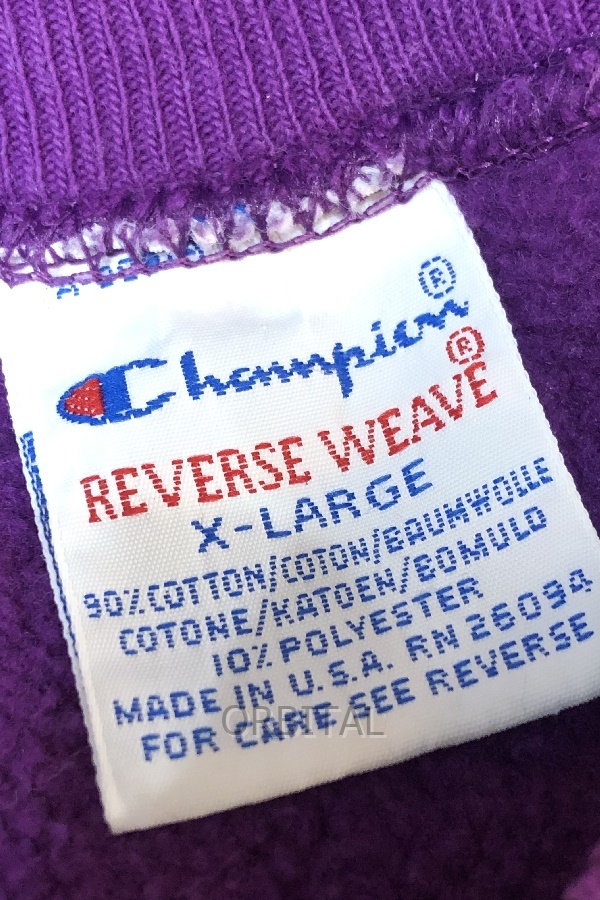 Champion ®
REVERSE WEAVE ®
X-LARGE
90% COTTON/COTON/BAUMWOLLE
COTONE/KATOEN/BOMULD
10% POLYESTER
MADE IN U.S.A. RN 26094
FOR CARE SEE REVERSE
ORBITAL